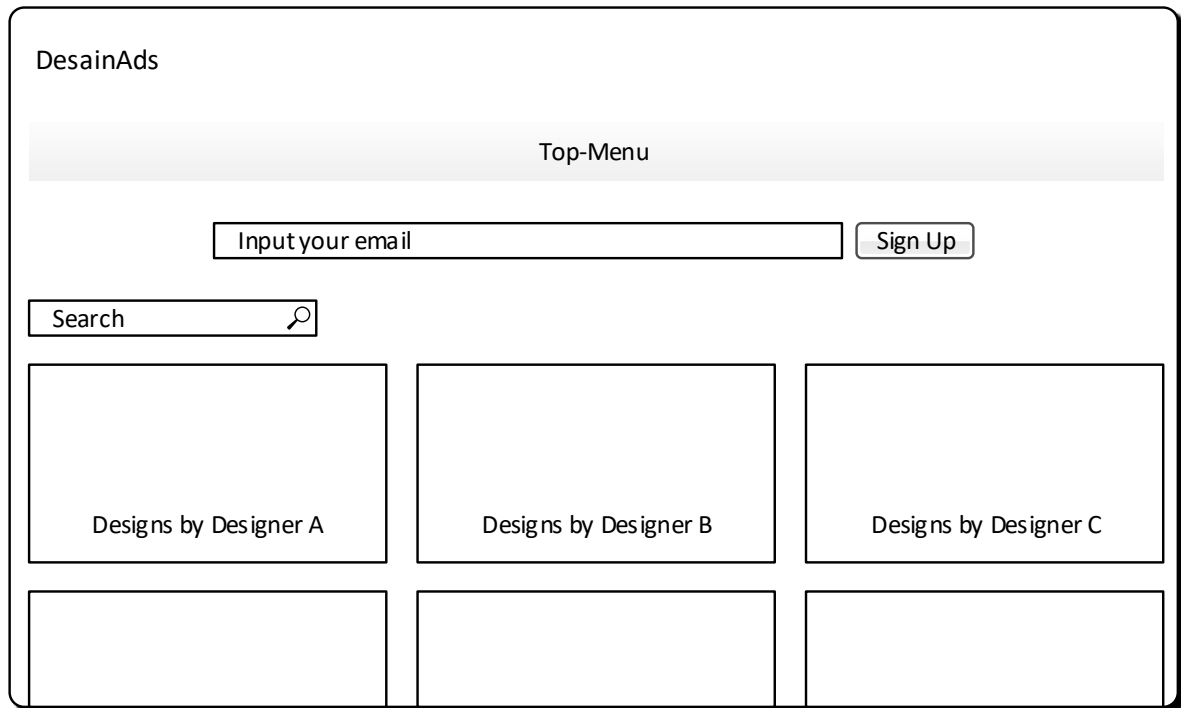 DesainAds
Top-Menu
Input your email
Sign Up
Search
Designs by Designer A
Designs by Designer B
Designs by Designer C